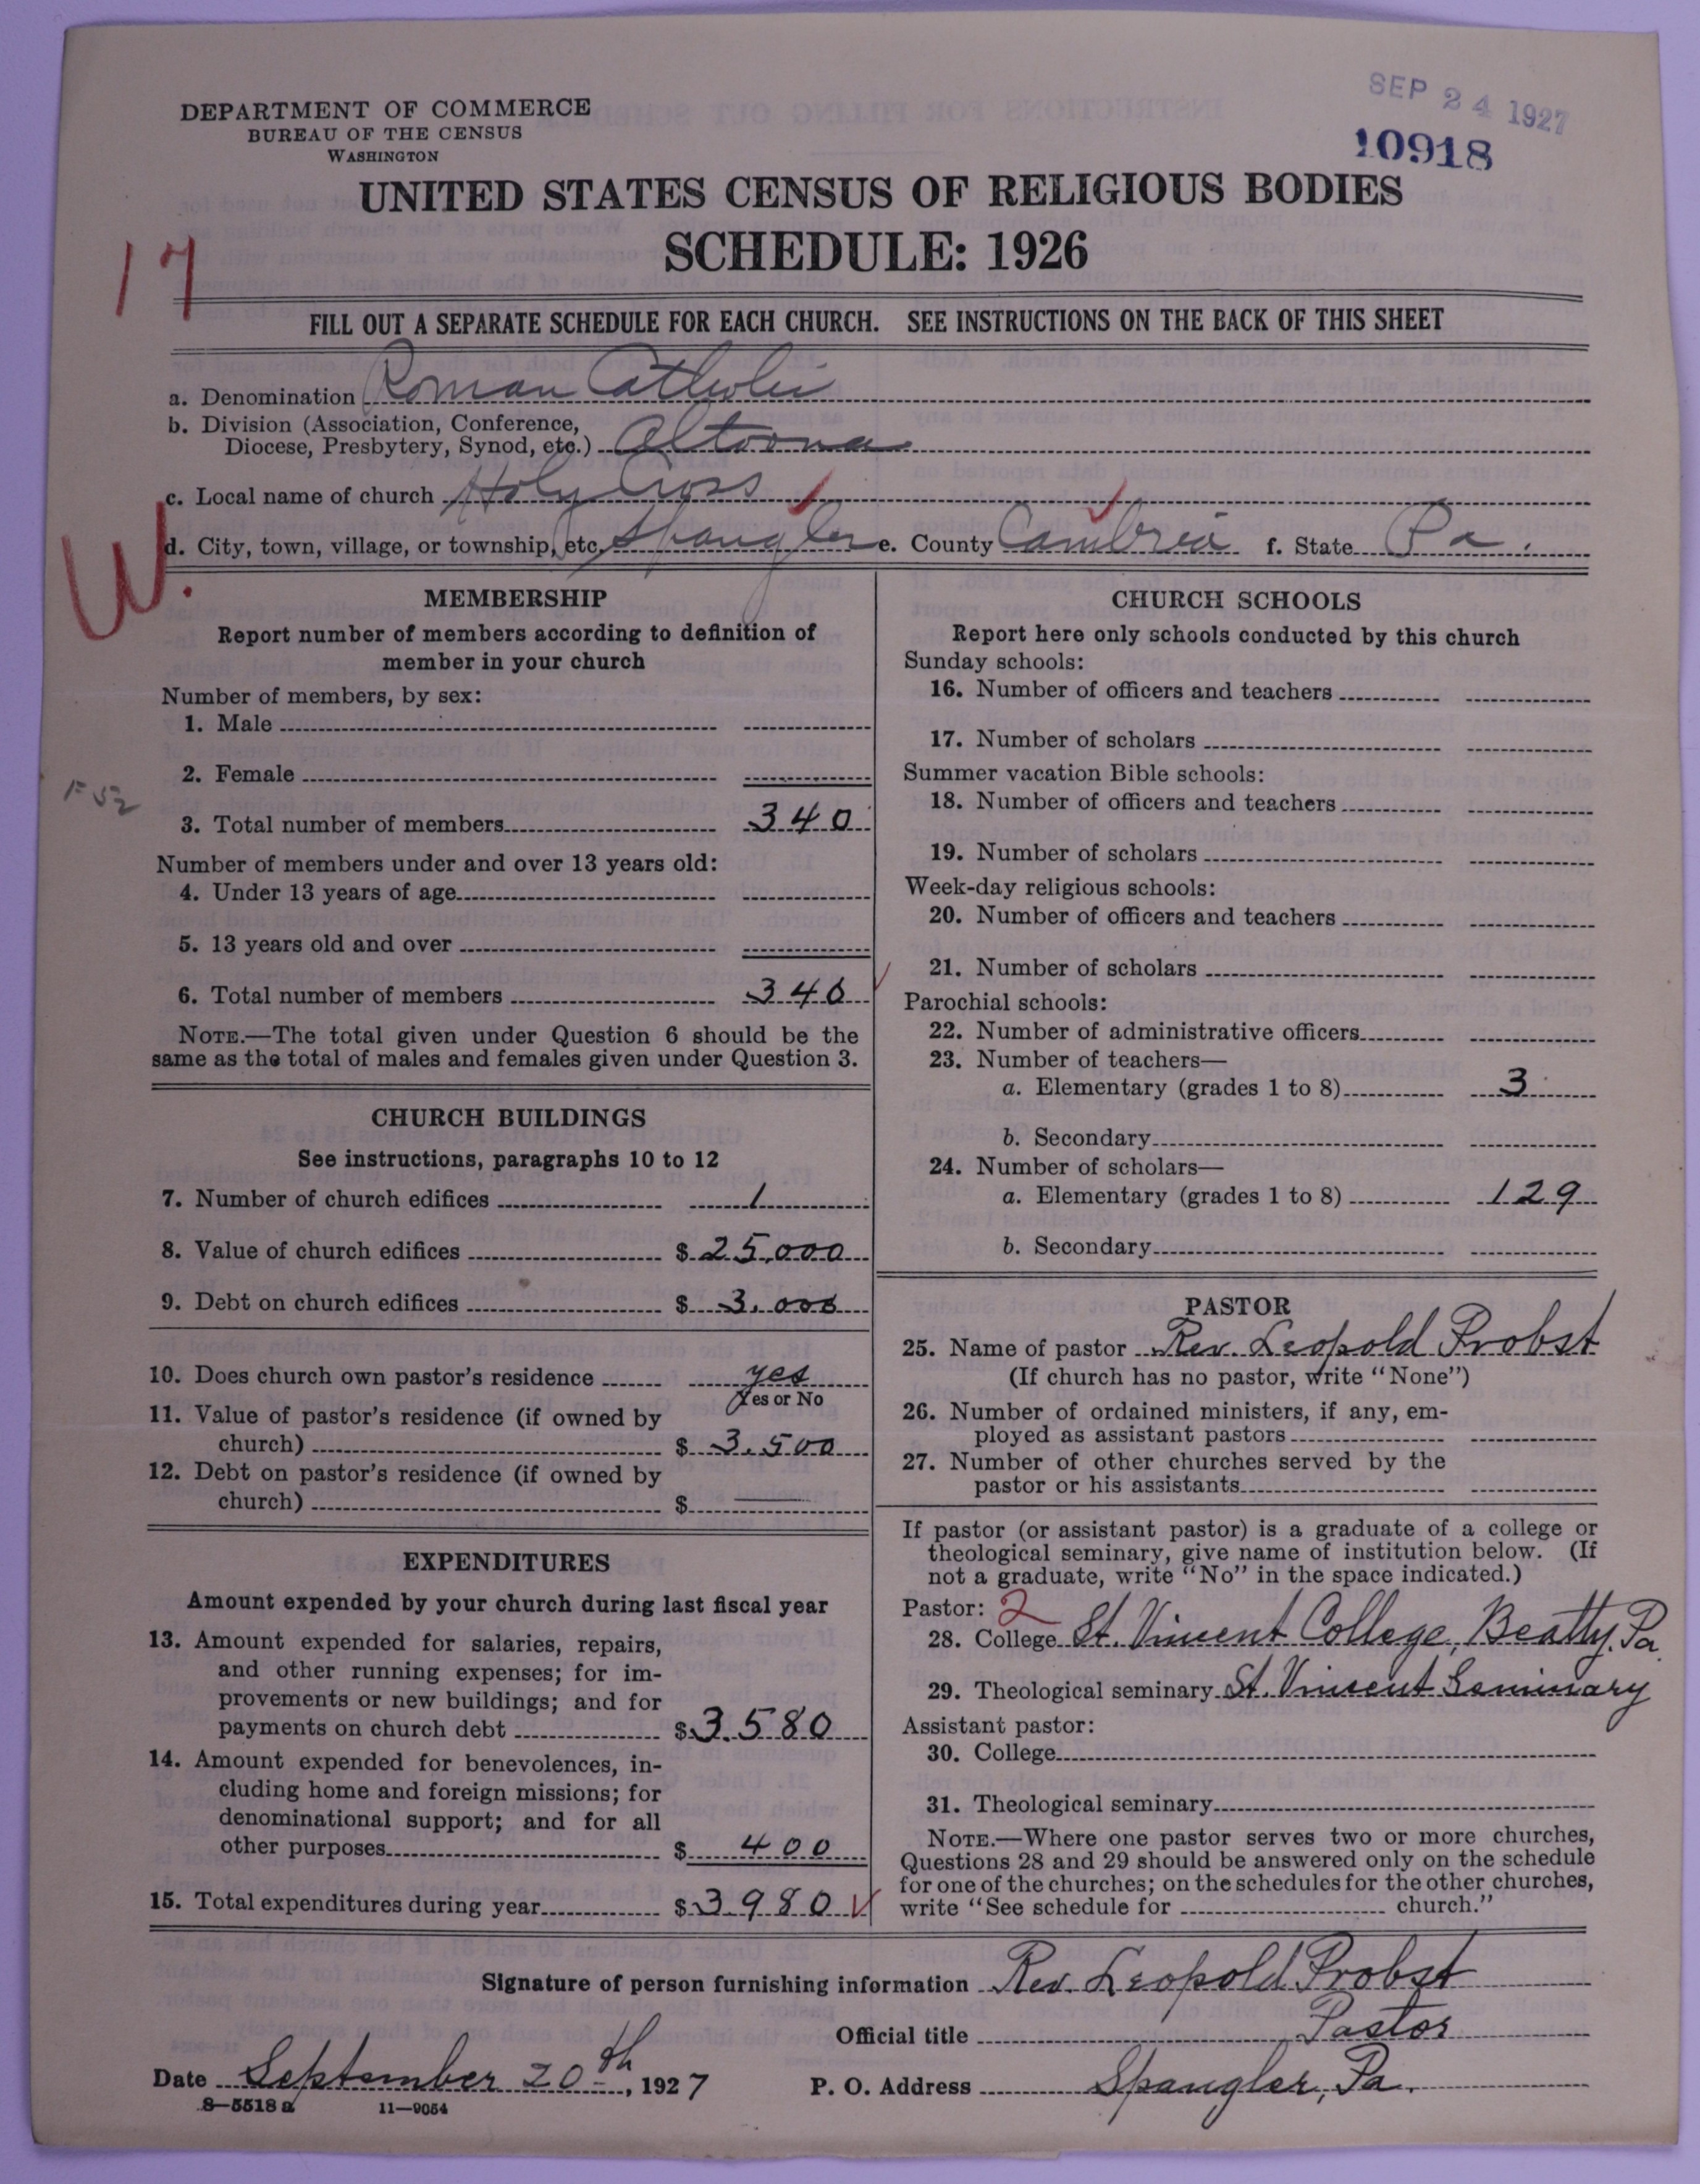 SEP 24 1927
10918
DEPARTMENT OF COMMERCE
BUREAU OF THE CENSUS
WASHINGTON
UNITED STATES CENSUS OF RELIGIOUS BODIES
SCHEDULE: 1926
17
FILL OUT A SEPARATE SCHEDULE FOR EACH CHURCH. SEE INSTRUCTIONS ON THE BACK OF THIS SHEET
a. Denomination Roman Catholic
b. Division (Association, Conference,
Diocese, Presbytery, Synod, etc.) Altoona
c. Local name of church Holy Cross
W.
d. City, town, village, or township, etc. Spangler e. County Cambria f. State Pa.
MEMBERSHIP
Report number of members according to definition of
member in your church
Number of members, by sex:
1. Male
2. Female
3. Total number of members 340
Number of members under and over 13 years old:
4. Under 13 years of age
5. 13 years old and over
6. Total number of members 340
NOTE.—The total given under Question 6 should be the
same as the total of males and females given under Question 3.
CHURCH BUILDINGS
See instructions, paragraphs 10 to 12
7. Number of church edifices 1
8. Value of church edifices $ 25,000
9. Debt on church edifices $ 3.000
10. Does church own pastor's residence yes
Yes or No
11. Value of pastor's residence (if owned by
church) $ 3.500
12. Debt on pastor's residence (if owned by
church) $ —
EXPENDITURES
Amount expended by your church during last fiscal year
13. Amount expended for salaries, repairs,
and other running expenses; for im-
provements or new buildings; and for
payments on church debt $ 3.580
14. Amount expended for benevolences, in-
cluding home and foreign missions; for
denominational support; and for all
other purposes $ 400
15. Total expenditures during year $ 3980
CHURCH SCHOOLS
Report here only schools conducted by this church
Sunday schools:
16. Number of officers and teachers
17. Number of scholars
Summer vacation Bible schools:
18. Number of officers and teachers
19. Number of scholars
Week-day religious schools:
20. Number of officers and teachers
21. Number of scholars
Parochial schools:
22. Number of administrative officers
23. Number of teachers—
a. Elementary (grades 1 to 8) 3
b. Secondary
24. Number of scholars—
a. Elementary (grades 1 to 8) 129
b. Secondary
PASTOR
25. Name of pastor Rev. Leopold Probst
(If church has no pastor, write "None")
26. Number of ordained ministers, if any, em-
ployed as assistant pastors
27. Number of other churches served by the
pastor or his assistants
If pastor (or assistant pastor) is a graduate of a college or
theological seminary, give name of institution below. (If
not a graduate, write "No" in the space indicated.)
Pastor: 2
28. College St. Vincent College, Beatty, Pa.
29. Theological seminary St. Vincent Seminary
Assistant pastor:
30. College
31. Theological seminary
NOTE.—Where one pastor serves two or more churches,
Questions 28 and 29 should be answered only on the schedule
for one of the churches; on the schedules for the other churches,
write "See schedule for church."
Signature of person furnishing information Rev. Leopold Probst
Official title Pastor
Date September 20th, 1927 P. O. Address Spangler, Pa.
8—5518 a 11—9054